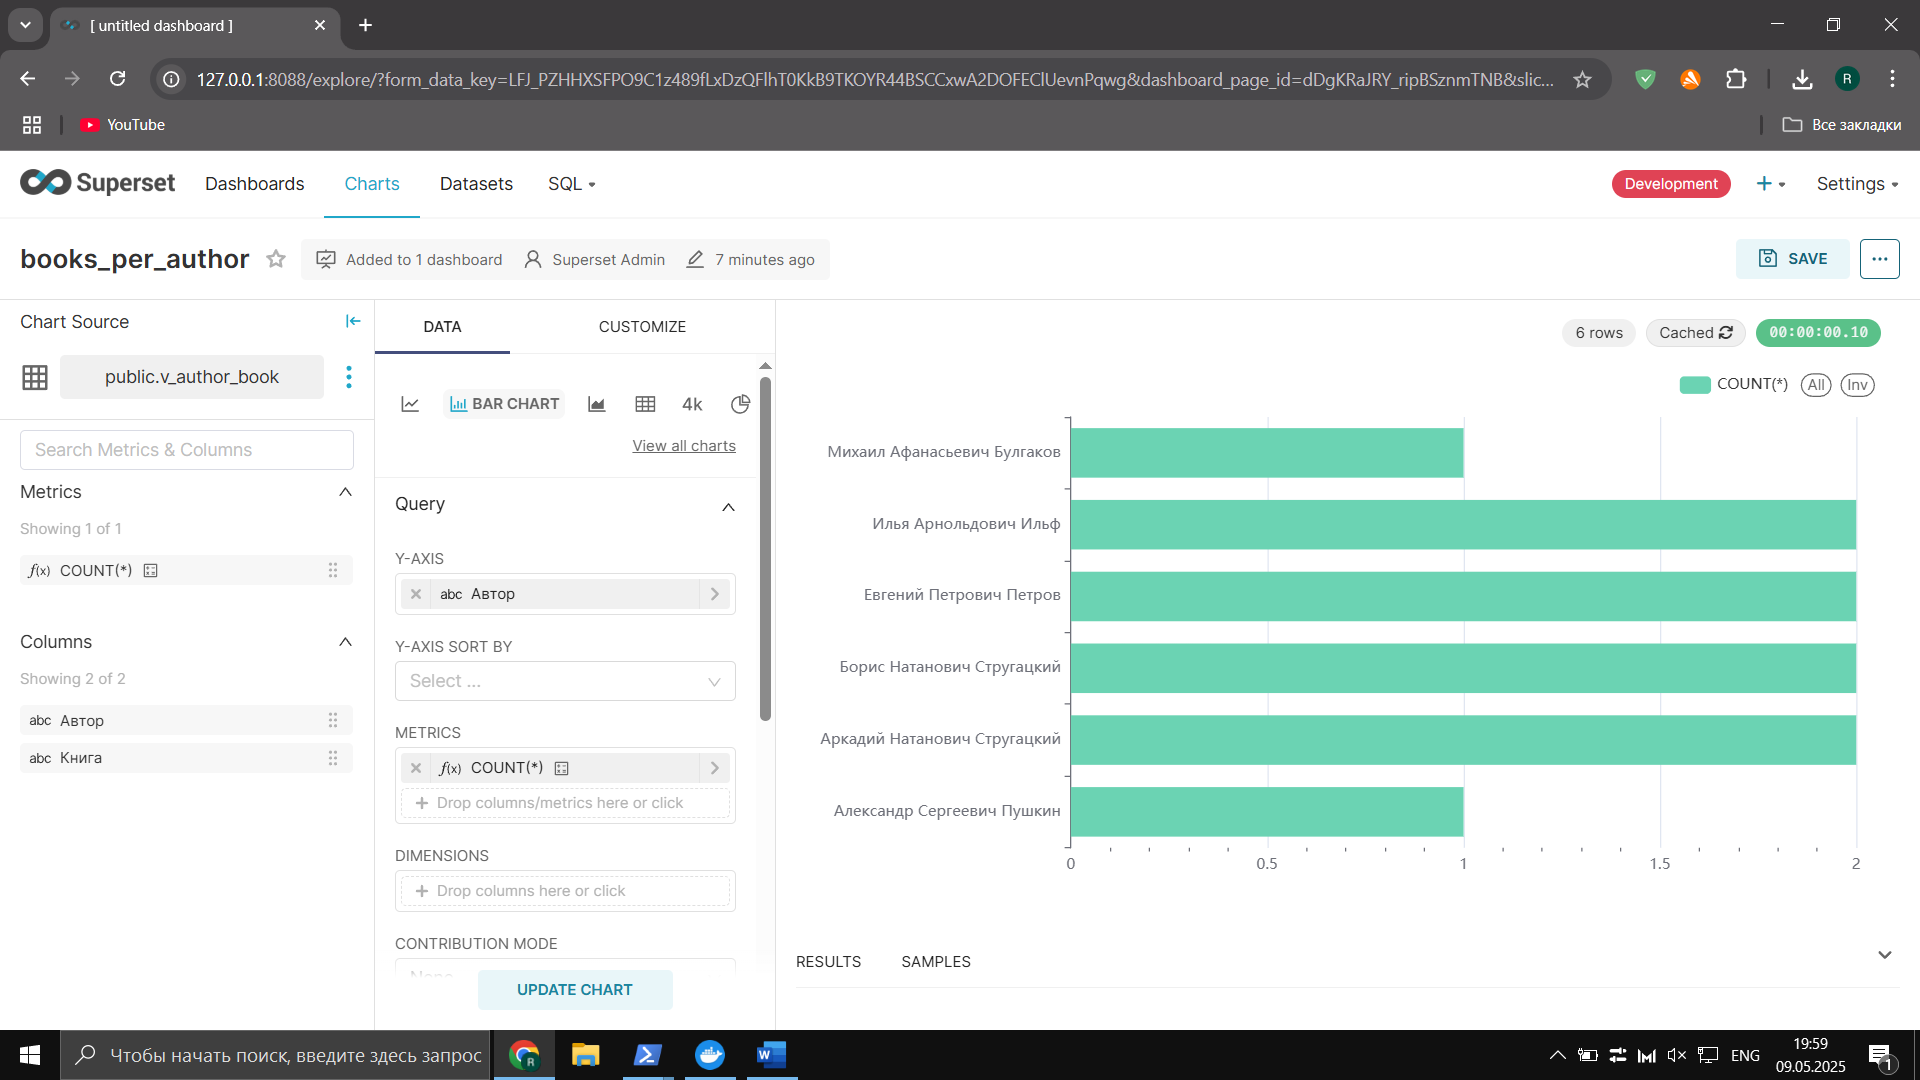 [ untitled dashboard ]
127.0.0.1:8088/explore/?form_data_key=LFJ_PZHHXSFPO9C1z489fLxDzQFlhT0KkB9TKOYR44BSCCxwA2DOFEClUevnPqwg&dashboard_page_id=dDgKRaJRY_ripBSznmTNB&slic...
R
YouTube
Все закладки
Superset
Dashboards
Charts
Datasets
SQL
Development
Settings
books_per_author
Added to 1 dashboard
Superset Admin
7 minutes ago
SAVE
Chart Source
DATA
CUSTOMIZE
6 rows
Cached
00:00:00.10
public.v_author_book
BAR CHART
4k
View all charts
COUNT(*)
All
Inv
Search Metrics & Columns
Metrics
Showing 1 of 1
f(x) COUNT(*)
Columns
Showing 2 of 2
abc Автор
abc Книга
Query
Y-AXIS
abc Автор
Y-AXIS SORT BY
Select ...
METRICS
f(x) COUNT(*)
Drop columns/metrics here or click
DIMENSIONS
Drop columns here or click
CONTRIBUTION MODE
None
UPDATE CHART
Михаил Афанасьевич Булгаков
Илья Арнольдович Ильф
Евгений Петрович Петров
Борис Натанович Стругацкий
Аркадий Натанович Стругацкий
Александр Сергеевич Пушкин
0 0.5 1 1.5 2
RESULTS
SAMPLES
Чтобы начать поиск, введите здесь запрос
R
ENG
19:59
09.05.2025
1